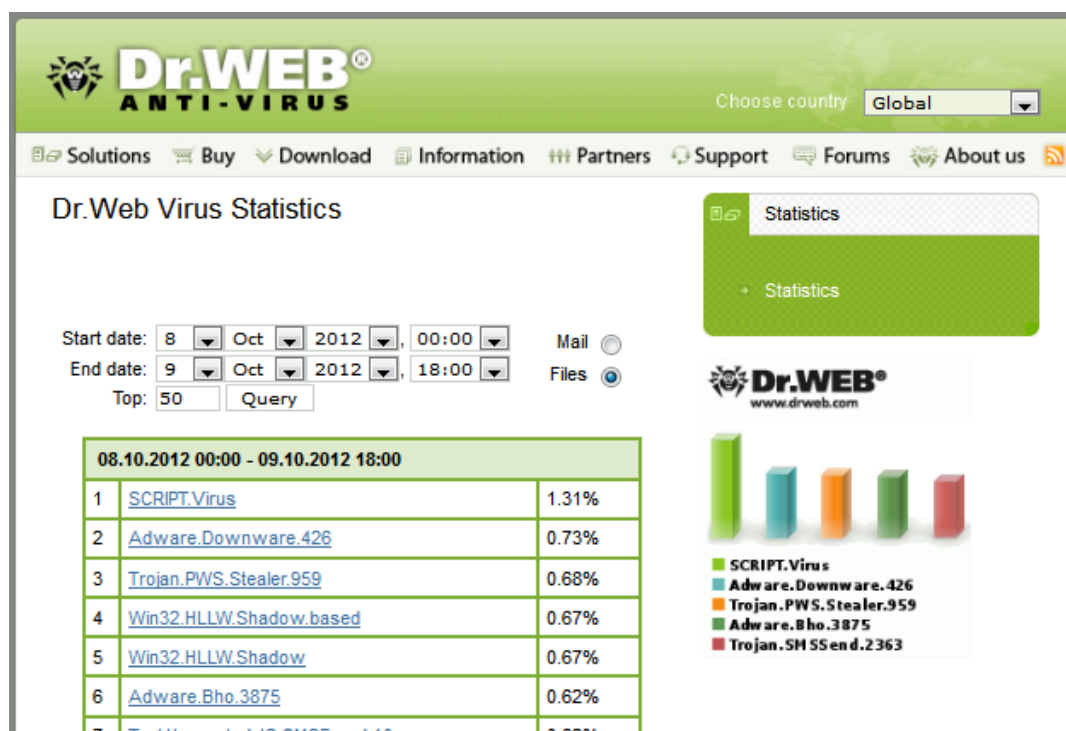 Dr.WEB®
ANTI-VIRUS
Choose country Global
Solutions Buy Download Information Partners Support Forums About us
Dr.Web Virus Statistics
Statistics
Statistics
Start date: 8 Oct 2012 , 00:00
End date: 9 Oct 2012 , 18:00
Top: 50 Query
Mail
Files
Dr.WEB®
www.drweb.com
08.10.2012 00:00 - 09.10.2012 18:00
1 SCRIPT.Virus 1.31%
2 Adware.Downware.426 0.73%
3 Trojan.PWS.Stealer.959 0.68%
4 Win32.HLLW.Shadow.based 0.67%
5 Win32.HLLW.Shadow 0.67%
6 Adware.Bho.3875 0.62%
SCRIPT.Virus
Adware.Downware.426
Trojan.PWS.Stealer.959
Adware.Bho.3875
Trojan.SMSSend.2363